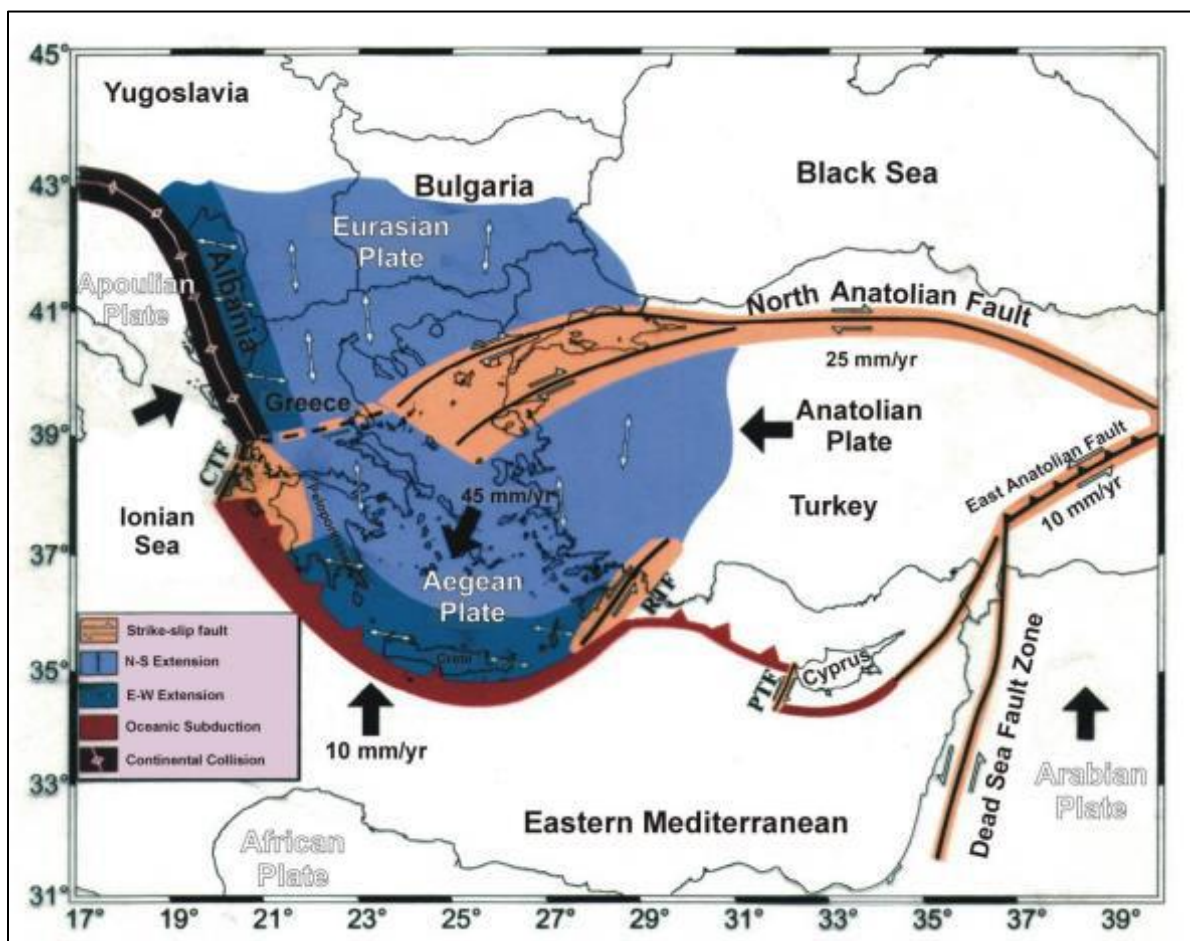 45°
Yugoslavia
Black Sea
43°
Bulgaria
Eurasian
Plate
Albania
Apoulian
Plate
41°
North Anatolian Fault
25 mm/yr
Greece
Anatolian
Plate
39°
CTF
East Anatolian Fault
10 mm/yr
45 mm/yr
Peloponnese
Turkey
Ionian
Sea
37°
Aegean
Plate
RTF
Strike-slip fault
N-S Extension
E-W Extension
Oceanic Subduction
Continental Collision
35°
Crete
PTF
Cyprus
10 mm/yr
Dead Sea Fault Zone
Arabian
Plate
33°
Eastern Mediterranean
African
Plate
31°
17° 19° 21° 23° 25° 27° 29° 31° 33° 35° 37° 39°